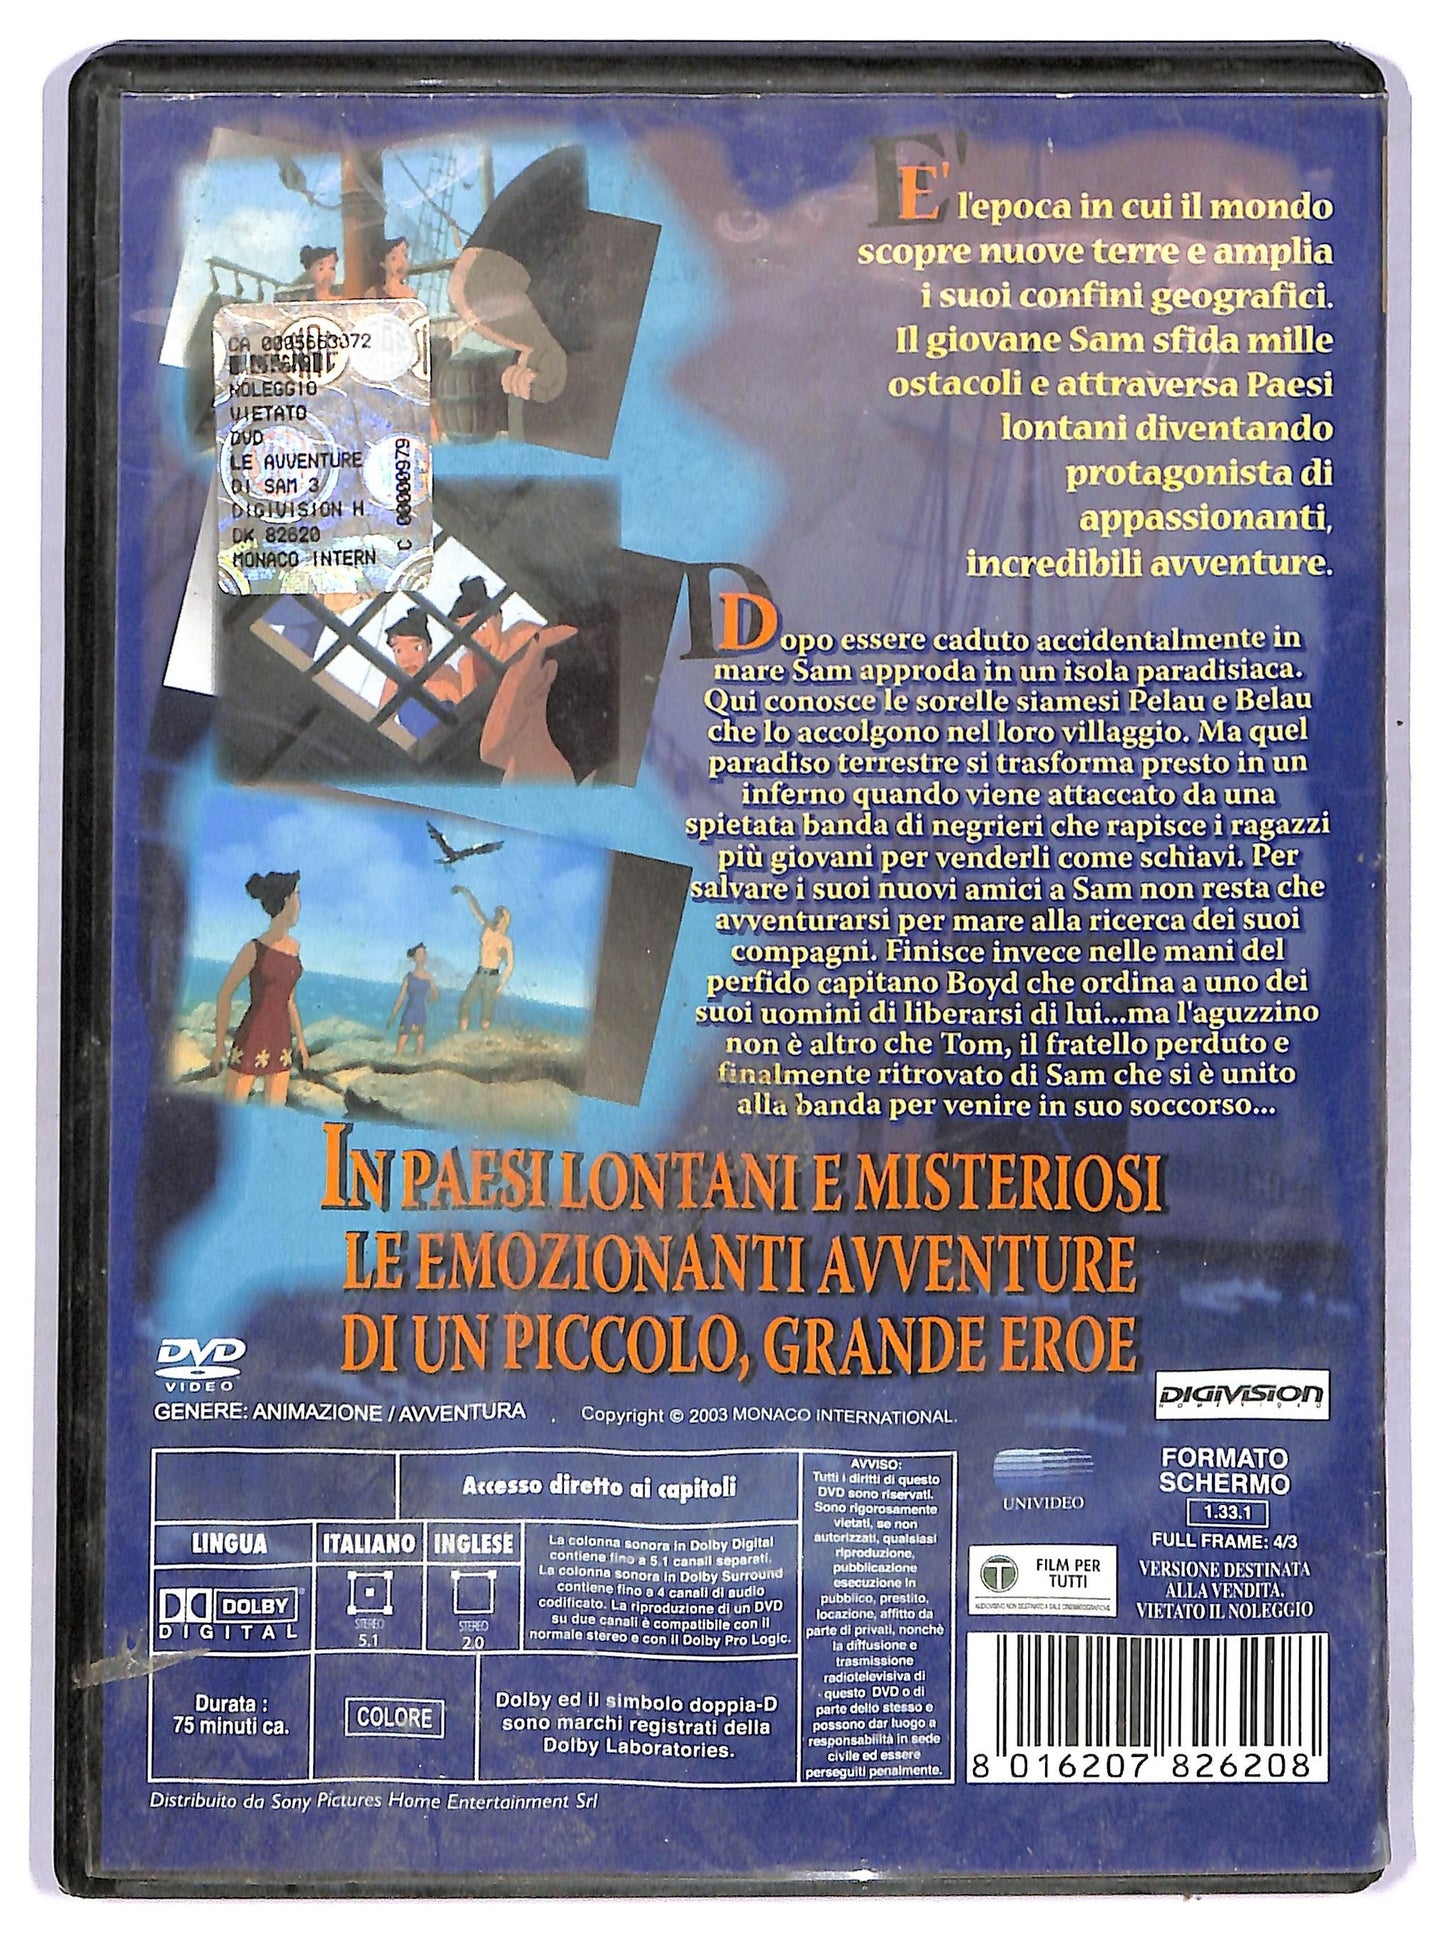 E' l'epoca in cui il mondo
scopre nuove terre e amplia
i suoi confini geografici.
Il giovane Sam sfida mille
ostacoli e attraversa Paesi
lontani diventando
protagonista di
appassionanti,
incredibili avventure.
CA 0005663072
NOLEGGIO
VIETATO
DVD
LE AVVENTURE
DI SAM 3
DIGIVISION H.
DK 82620
MONACO INTERN
C 00000979
Dopo essere caduto accidentalmente in
mare Sam approda in un isola paradisiaca.
Qui conosce le sorelle siamesi Pelau e Belau
che lo accolgono nel loro villaggio. Ma quel
paradiso terrestre si trasforma presto in un
inferno quando viene attaccato da una
spietata banda di negrieri che rapisce i ragazzi
più giovani per venderli come schiavi. Per
salvare i suoi nuovi amici a Sam non resta che
avventurarsi per mare alla ricerca dei suoi
compagni. Finisce invece nelle mani del
perfido capitano Boyd che ordina a uno dei
suoi uomini di liberarsi di lui...ma l'aguzzino
non è altro che Tom, il fratello perduto e
finalmente ritrovato di Sam che si è unito
alla banda per venire in suo soccorso...
IN PAESI LONTANI E MISTERIOSI
LE EMOZIONANTI AVVENTURE
DI UN PICCOLO, GRANDE EROE
DVD
VIDEO
GENERE: ANIMAZIONE / AVVENTURA . Copyright © 2003 MONACO INTERNATIONAL.
DIGIVISION
HOME VIDEO
Accesso diretto ai capitoli
LINGUA
ITALIANO
INGLESE
DOLBY
DIGITAL
STEREO
5.1
STEREO
2.0
La colonna sonora in Dolby Digital
contiene fino a 5.1 canali separati.
La colonna sonora in Dolby Surround
contiene fino a 4 canali di audio
codificato. La riproduzione di un DVD
su due canali è compatibile con il
normale stereo e con il Dolby Pro Logic.
Durata :
75 minuti ca.
COLORE
Dolby ed il simbolo doppia-D
sono marchi registrati della
Dolby Laboratories.
AVVISO:
Tutti i diritti di questo
DVD sono riservati.
Sono rigorosamente
vietati, se non
autorizzati, qualsiasi
riproduzione,
pubblicazione
esecuzione in
pubblico, prestito,
locazione, affitto da
parte di privati, nonchè
la diffusione e
trasmissione
radiotelevisiva di
questo DVD o di
parte dello stesso e
possono dar luogo a
responsabilità in sede
civile ed essere
perseguiti penalmente.
UNIVIDEO
FORMATO
SCHERMO
1.33.1
FULL FRAME: 4/3
T
FILM PER
TUTTI
AUDIOVISIVO NON DESTINATO A SALE CINEMATOGRAFICHE
VERSIONE DESTINATA
ALLA VENDITA.
VIETATO IL NOLEGGIO
8 016207 826208
Distribuito da Sony Pictures Home Entertainment Srl